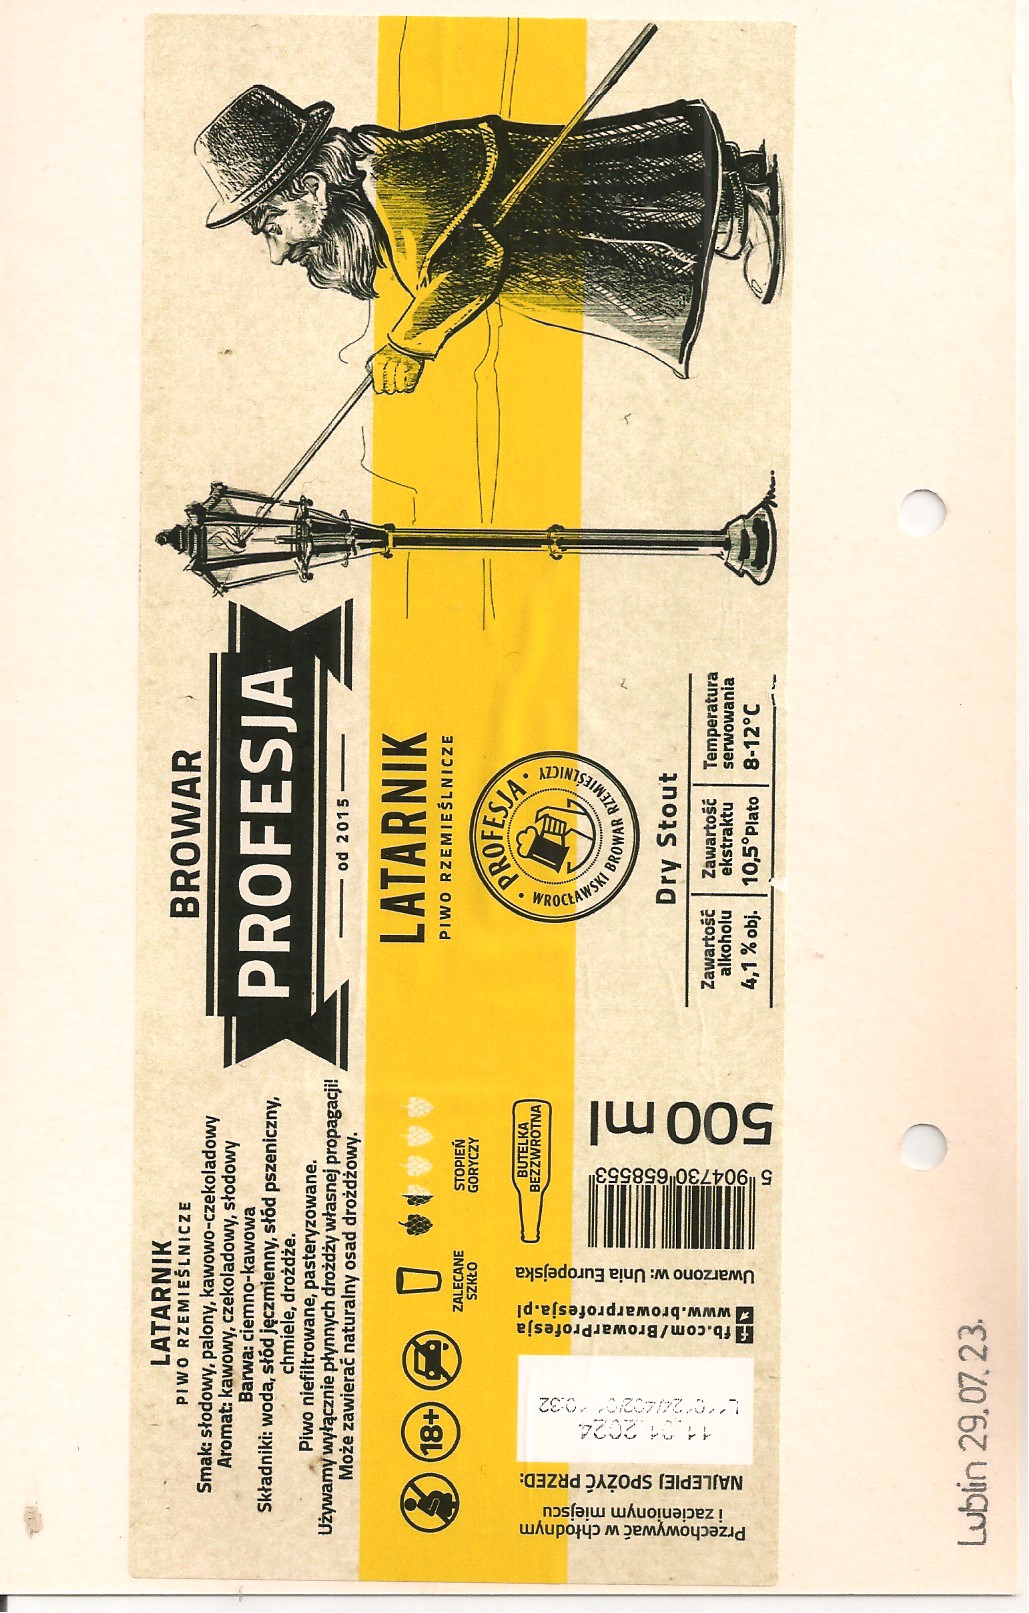 LATARNIK
PIWO RZEMIEŚLNICZE
Smak: słodowy, palony, kawowo-czekoladowy
Aromat: kawowy, czekoladowy, słodowy
Barwa: ciemno-kawowa
Składniki: woda, słód jęczmienny, słód pszeniczny,
chmiele, drożdże.
Piwo niefiltrowane, pasteryzowane.
Używamy wyłącznie płynnych drożdży własnej propagacji!
Może zawierać naturalny osad drożdżowy.
18+
ZALECANE
SZKŁO
STOPIEŃ
GORYCZY
BUTELKA
BEZZWROTNA
Przechowywać w chłodnym
i zacienionym miejscu
NAJLEPIEJ SPOŻYĆ PRZED:
11.01.2024
fb.com/BrowarProfesja
www.browarprofesja.pl
Uwarzono w: Unia Europejska
5 904730 658553
500 ml
BROWAR
PROFESJA
od 2015
LATARNIK
PIWO RZEMIEŚLNICZE
PROFESJA
WROCŁAWSKI BROWAR RZEMIEŚLNICZY
Dry Stout
Zawartość
alkoholu
4,1 % obj.
Zawartość
ekstraktu
10,5°Plato
Temperatura
serwowania
8-12°C
Lublin 29.07.23.